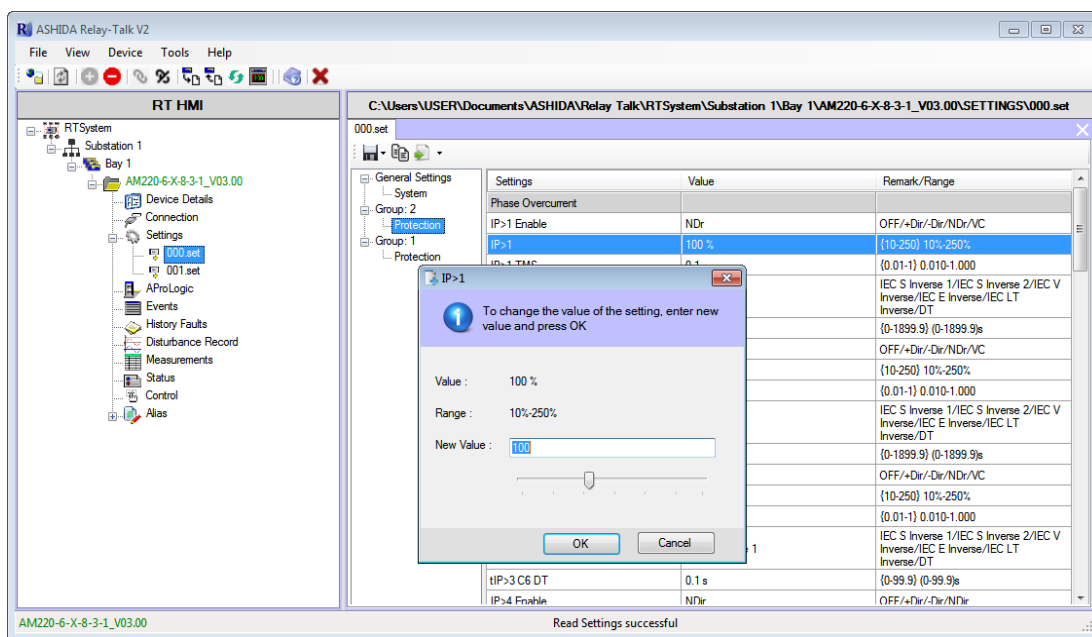 ASHIDA Relay-Talk V2
File View Device Tools Help
RT HMI
RTSystem
Substation 1
Bay 1
AM220-6-X-8-3-1_V03.00
Device Details
Connection
Settings
000.set
001.set
AProLogic
Events
History Faults
Disturbance Record
Measurements
Status
Control
Alias
C:\Users\USER\Documents\ASHIDA\Relay Talk\RTSystem\Substation 1\Bay 1\AM220-6-X-8-3-1_V03.00\SETTINGS\000.set
000.set
General Settings
System
Group: 2
Protection
Group: 1
Protection
Settings Value Remark/Range
Phase Overcurrent
IP>1 Enable NDr OFF/+Dir/-Dir/NDr/VC
IP>1 100 % {10-250} 10%-250%
IP>1 TMS 0.1 {0.01-1} 0.010-1.000
IEC S Inverse 1/IEC S Inverse 2/IEC V
Inverse/IEC E Inverse/IEC LT
Inverse/DT
{0-1899.9} (0-1899.9)s
OFF/+Dir/-Dir/NDr/VC
{10-250} 10%-250%
{0.01-1} 0.010-1.000
IEC S Inverse 1/IEC S Inverse 2/IEC V
Inverse/IEC E Inverse/IEC LT
Inverse/DT
{0-1899.9} (0-1899.9)s
OFF/+Dir/-Dir/NDr/VC
{10-250} 10%-250%
{0.01-1} 0.010-1.000
1 IEC S Inverse 1/IEC S Inverse 2/IEC V
Inverse/IEC E Inverse/IEC LT
Inverse/DT
tIP>3 C6 DT 0.1 s {0-99.9} (0-99.9)s
IP>4 Enable NDir OFF/+Dir/-Dir/NDir
IP>1
To change the value of the setting, enter new
value and press OK
Value : 100 %
Range : 10%-250%
New Value : 100
OK Cancel
AM220-6-X-8-3-1_V03.00 Read Settings successful